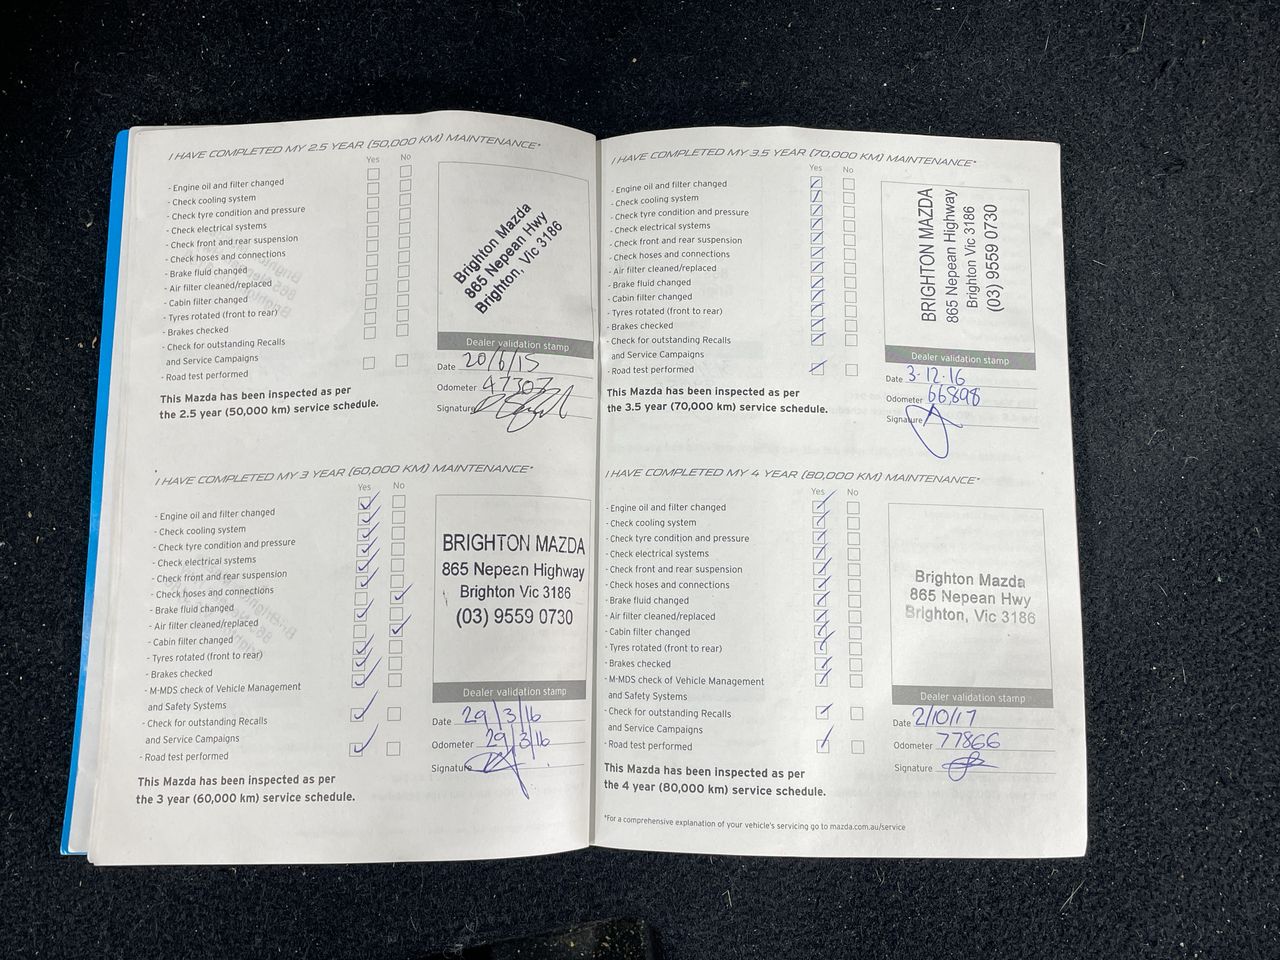 I HAVE COMPLETED MY 2.5 YEAR (50,000 KM) MAINTENANCE*
Yes No
- Engine oil and filter changed
- Check cooling system
- Check tyre condition and pressure
- Check electrical systems
- Check front and rear suspension
- Check hoses and connections
- Brake fluid changed
- Air filter cleaned/replaced
- Cabin filter changed
- Tyres rotated (front to rear)
- Brakes checked
- Check for outstanding Recalls
and Service Campaigns
- Road test performed
This Mazda has been inspected as per
the 2.5 year (50,000 km) service schedule.
Brighton Mazda
865 Nepean Hwy
Brighton, Vic 3186
Dealer validation stamp
Date 20/6/15
Odometer 47307
Signature
I HAVE COMPLETED MY 3 YEAR (60,000 KM) MAINTENANCE*
Yes No
- Engine oil and filter changed
- Check cooling system
- Check tyre condition and pressure
- Check electrical systems
- Check front and rear suspension
- Check hoses and connections
- Brake fluid changed
- Air filter cleaned/replaced
- Cabin filter changed
- Tyres rotated (front to rear)
- Brakes checked
- M-MDS check of Vehicle Management
and Safety Systems
- Check for outstanding Recalls
and Service Campaigns
- Road test performed
This Mazda has been inspected as per
the 3 year (60,000 km) service schedule.
BRIGHTON MAZDA
865 Nepean Highway
Brighton Vic 3186
(03) 9559 0730
Dealer validation stamp
Date 29/3/16
Odometer 29/3/16
Signature
I HAVE COMPLETED MY 3.5 YEAR (70,000 KM) MAINTENANCE*
Yes No
- Engine oil and filter changed
- Check cooling system
- Check tyre condition and pressure
- Check electrical systems
- Check front and rear suspension
- Check hoses and connections
- Air filter cleaned/replaced
- Brake fluid changed
- Cabin filter changed
- Tyres rotated (front to rear)
- Brakes checked
- Check for outstanding Recalls
and Service Campaigns
- Road test performed
This Mazda has been inspected as per
the 3.5 year (70,000 km) service schedule.
BRIGHTON MAZDA
865 Nepean Highway
Brighton Vic 3186
(03) 9559 0730
Dealer validation stamp
Date 3.12.16
Odometer 66,898
Signature
I HAVE COMPLETED MY 4 YEAR (80,000 KM) MAINTENANCE*
Yes No
- Engine oil and filter changed
- Check cooling system
- Check tyre condition and pressure
- Check electrical systems
- Check front and rear suspension
- Check hoses and connections
- Brake fluid changed
- Air filter cleaned/replaced
- Cabin filter changed
- Tyres rotated (front to rear)
- Brakes checked
- M-MDS check of Vehicle Management
and Safety Systems
- Check for outstanding Recalls
and Service Campaigns
- Road test performed
This Mazda has been inspected as per
the 4 year (80,000 km) service schedule.
Brighton Mazda
865 Nepean Hwy
Brighton, Vic 3186
Dealer validation stamp
Date 2/10/17
Odometer 77866
Signature
*For a comprehensive explanation of your vehicle's servicing go to mazda.com.au/service